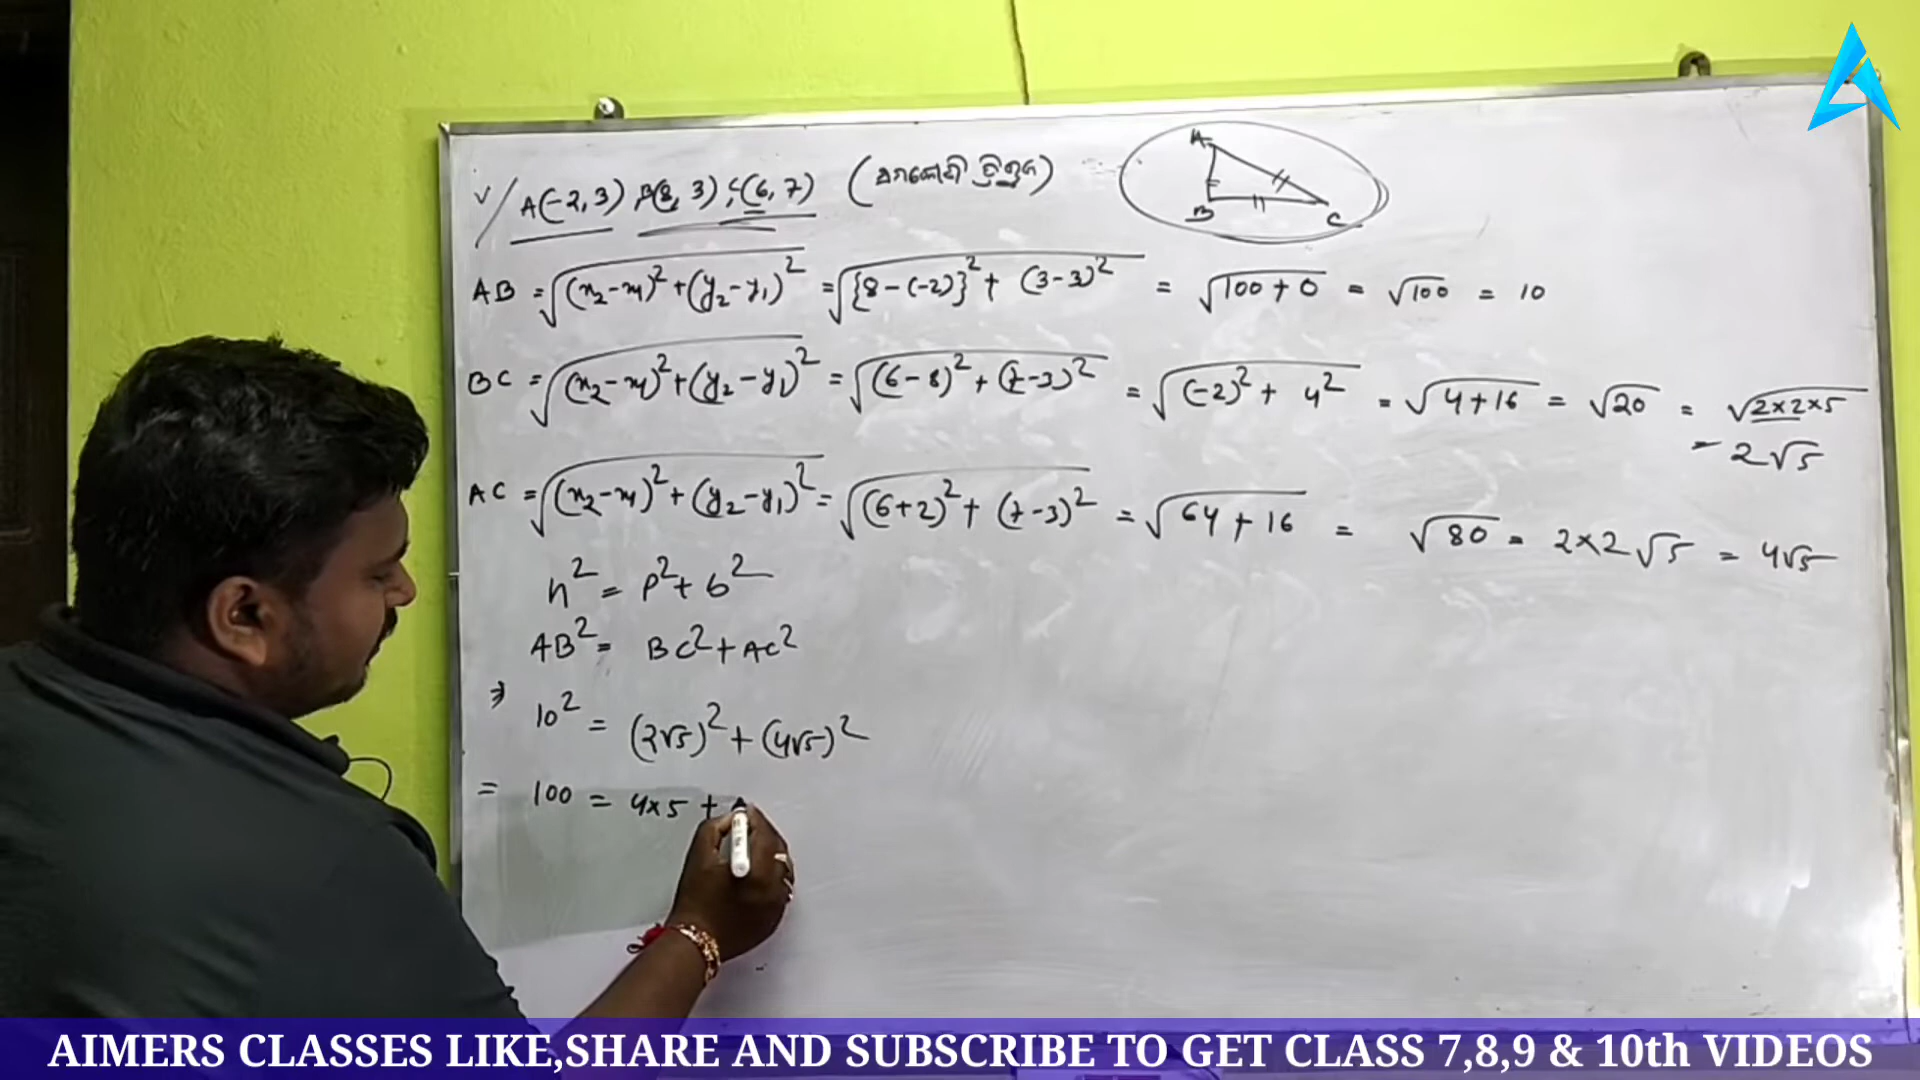 A(-2, 3) , B(8, 3) , C(6, 7) (ସମକୋଣୀ ତ୍ରିଭୁଜ)
A
B C
AB = √(x₂-x₁)²+(y₂-y₁)² = √{8-(-2)}²+ (3-3)² = √100+0 = √100 = 10
BC = √(x₂-x₁)²+(y₂-y₁)² = √(6-8)²+(7-3)² = √(-2)²+ 4² = √4+16 = √20 = √2×2×5
= 2√5
AC = √(x₂-x₁)²+(y₂-y₁)² = √(6+2)²+(7-3)² = √64+16 = √80 = 2×2√5 = 4√5
h² = p²+b²
AB² = BC²+AC²
⇒ 10² = (2√5)²+(4√5)²
= 100 = 4×5 +
AIMERS CLASSES LIKE,SHARE AND SUBSCRIBE TO GET CLASS 7,8,9 & 10th VIDEOS